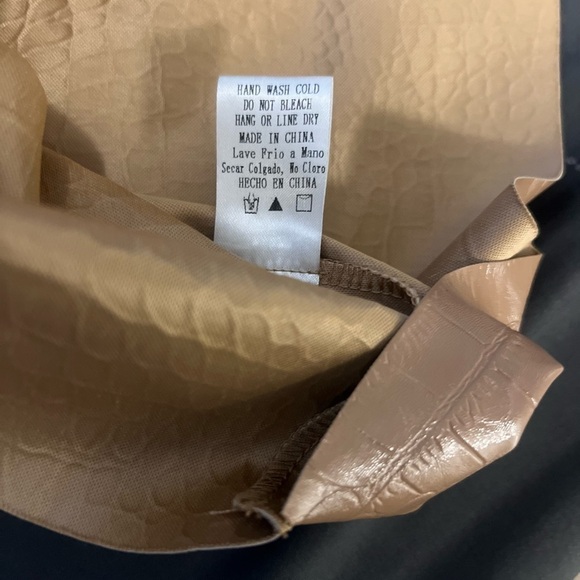 HAND WASH COLD
DO NOT BLEACH
HANG OR LINE DRY
MADE IN CHINA
Lave Frio a Mano
Secar Colgado, No Cloro
HECHO EN CHINA